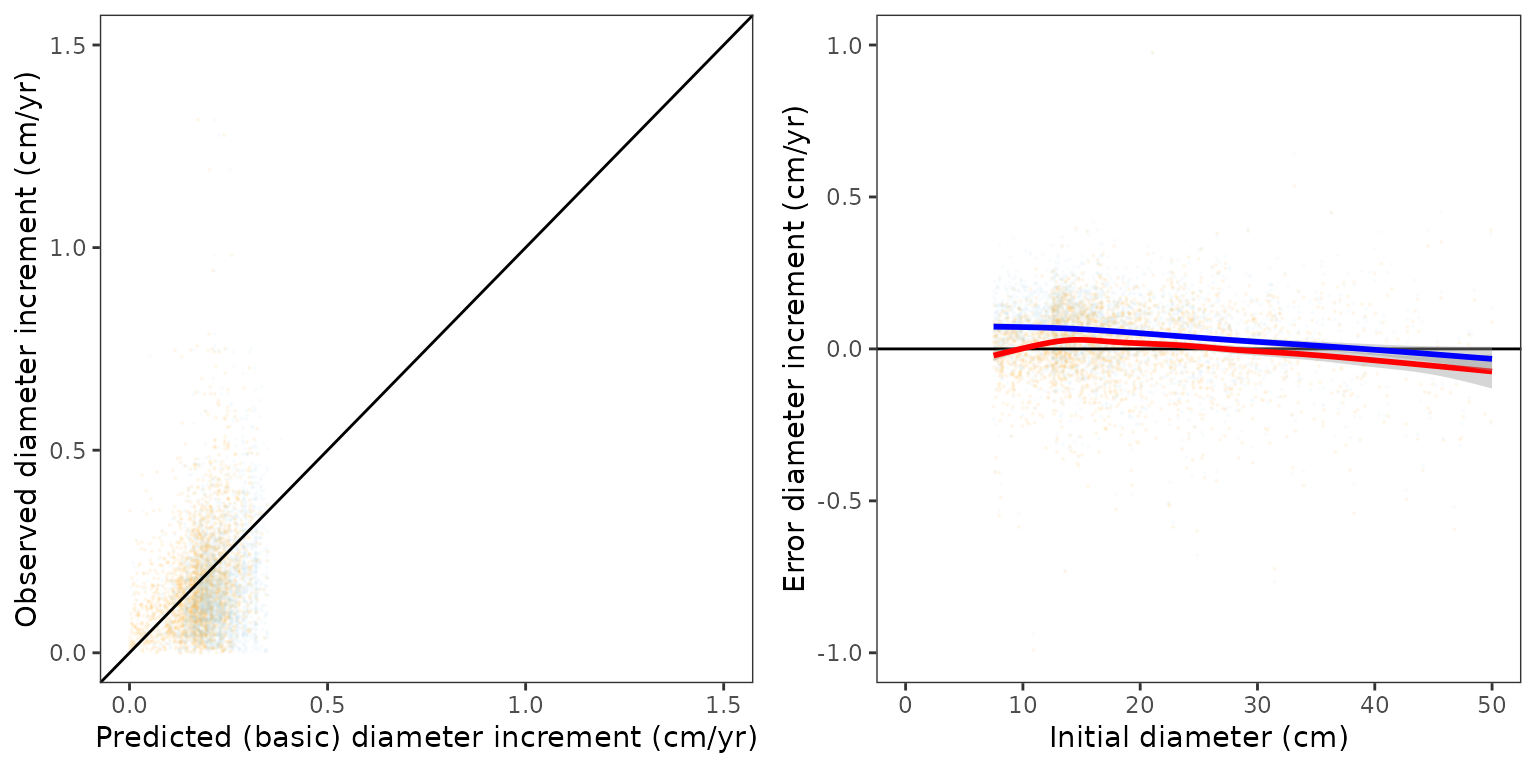 Observed diameter increment (cm/yr)
1.5
1.0
0.5
0.0
0.0 0.5 1.0 1.5
Predicted (basic) diameter increment (cm/yr)
Error diameter increment (cm/yr)
1.0
0.5
0.0
-0.5
-1.0
0 10 20 30 40 50
Initial diameter (cm)